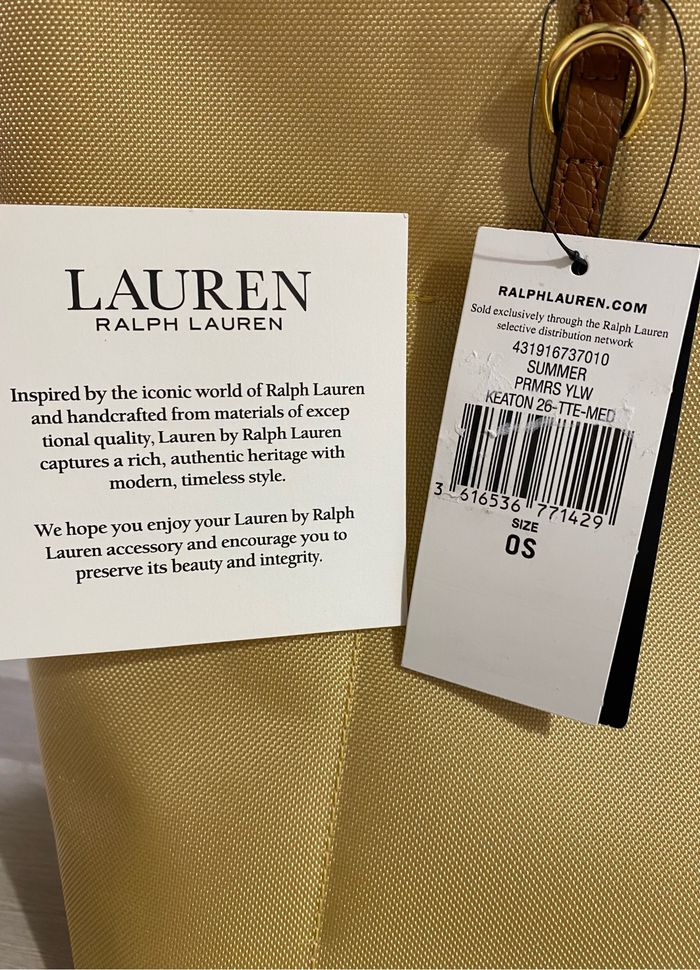 LAUREN
RALPH LAUREN
Inspired by the iconic world of Ralph Lauren
and handcrafted from materials of excep
tional quality, Lauren by Ralph Lauren
captures a rich, authentic heritage with
modern, timeless style.
We hope you enjoy your Lauren by Ralph
Lauren accessory and encourage you to
preserve its beauty and integrity.
RALPHLAUREN.COM
Sold exclusively through the Ralph Lauren
selective distribution network
431916737010
SUMMER
PRMRS YLW
KEATON 26-TTE-MED
3 616536 771429
SIZE
OS